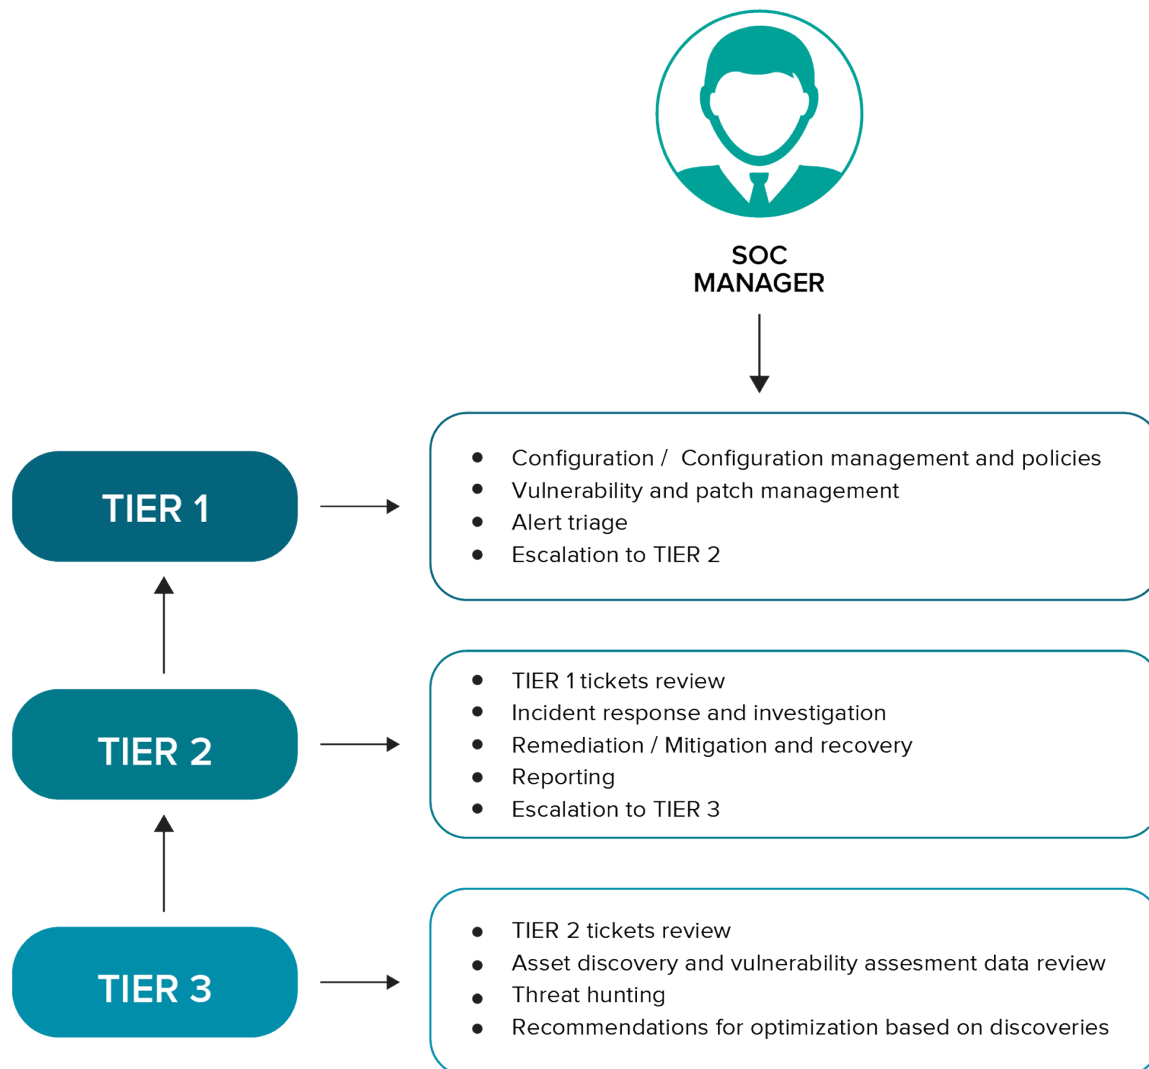 SOC
MANAGER
TIER 1
● Configuration /  Configuration management and policies
● Vulnerability and patch management
● Alert triage
● Escalation to TIER 2
TIER 2
● TIER 1 tickets review
● Incident response and investigation
● Remediation / Mitigation and recovery
● Reporting
● Escalation to TIER 3
TIER 3
● TIER 2 tickets review
● Asset discovery and vulnerability assesment data review
● Threat hunting
● Recommendations for optimization based on discoveries